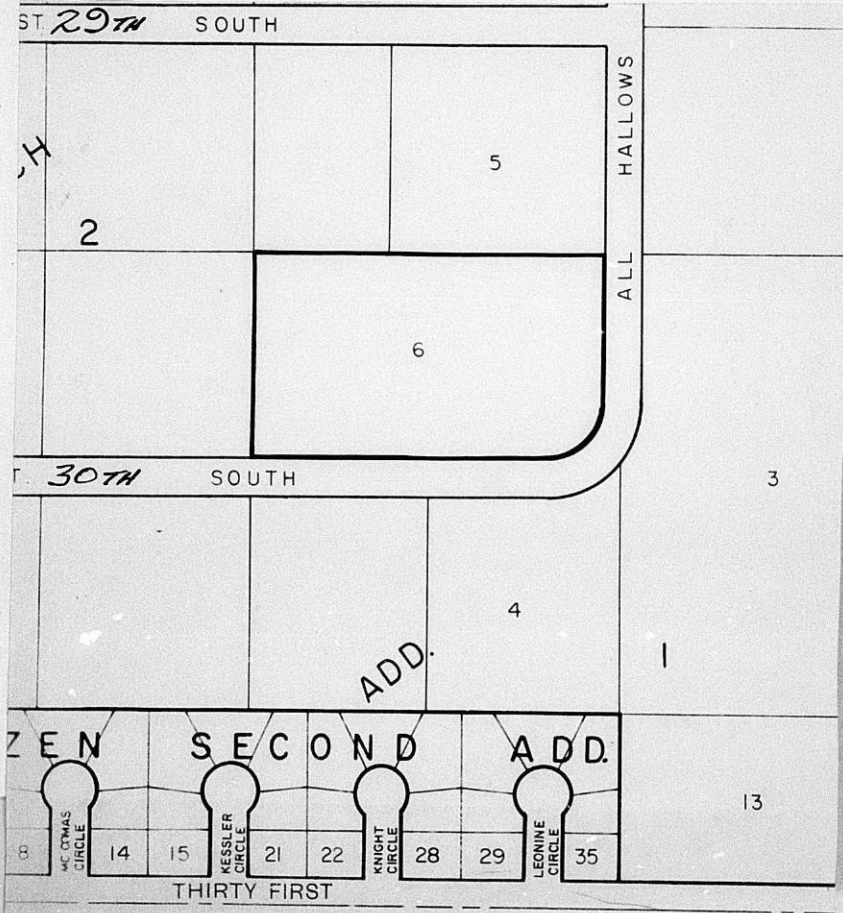 ST. 29TH SOUTH
ALL HALLOWS
5
2
6
T. 30TH SOUTH
3
4
ADD.
1
ZEN SECOND ADD.
13
MC COMAS CIRCLE
KESSLER CIRCLE
KNIGHT CIRCLE
LEONINE CIRCLE
8 14 15 21 22 28 29 35
THIRTY FIRST